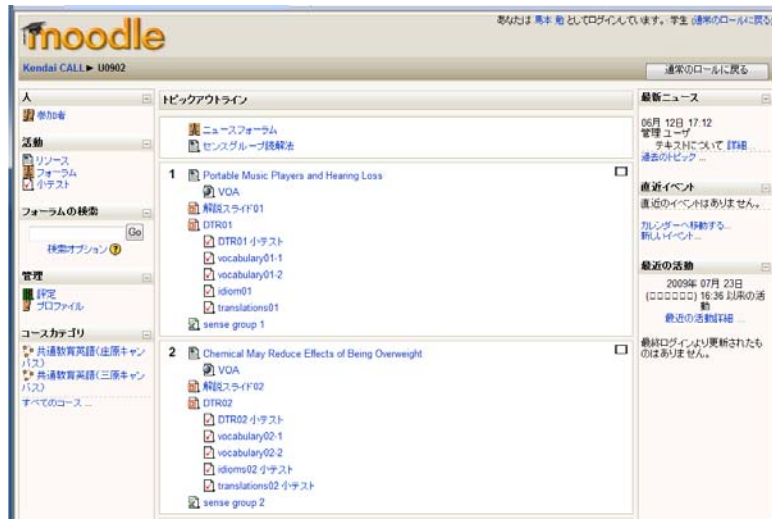 moodle
あなたは 馬本 勉 としてログインしています。: 学生 (通常のロールに戻る)
Kendai CALL ► U0902
通常のロールに戻る
人
参加者
活動
リソース
フォーラム
小テスト
フォーラムの検索
Go
検索オプション ?
管理
評定
プロファイル
コースカテゴリ
共通教育英語(庄原キャン
パス)
共通教育英語(三原キャン
パス)
すべてのコース ...
トピックアウトライン
ニュースフォーラム
センスグループ読解法
1 Portable Music Players and Hearing Loss
VOA
解説スライド01
DTR01
DTR01 小テスト
vocabulary01-1
vocabulary01-2
idiom01
translations01
sense group 1
2 Chemical May Reduce Effects of Being Overweight
VOA
解説スライド02
DTR02
DTR02 小テスト
vocabulary02-1
vocabulary02-2
idioms02 小テスト
translations02 小テスト
sense group 2
最新ニュース
06月 12日 17:12
管理 ユーザ
テキストについて 詳細...
過去のトピック ...
直近イベント
直近のイベントはありません。
カレンダーへ移動する...
新しいイベント...
最近の活動
2009年 07月 23日
(□□□□□□) 16:36 以来の活
動
最近の活動詳細 ...
最終ログインより更新されたも
のはありません。